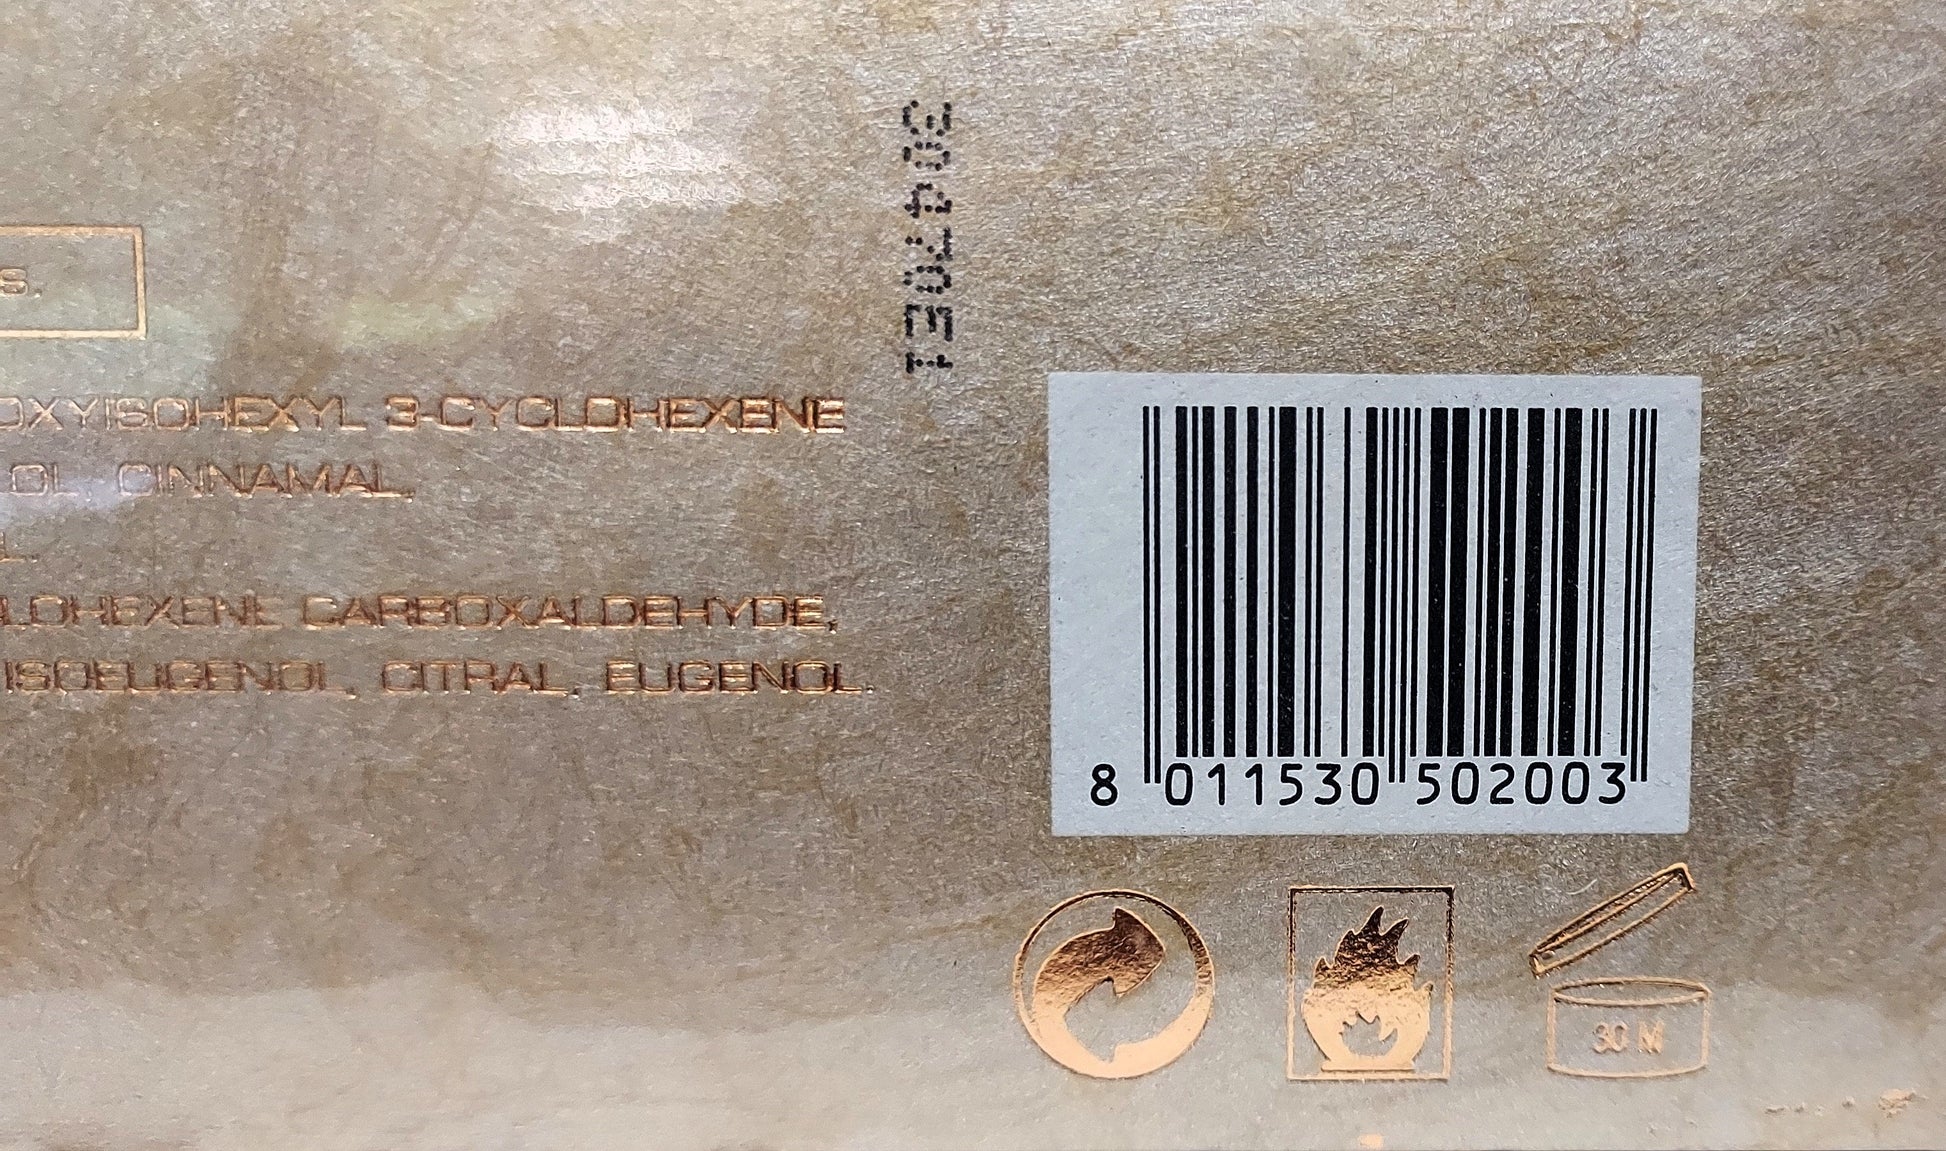 s.
OXYISOHEXYL 3-CYCLOHEXENE
OL, CINNAMAL,
L.
LOHEXENE CARBOXALDEHYDE,
ISOEUGENOL, CITRAL, EUGENOL.
8 011530 502003
30 M